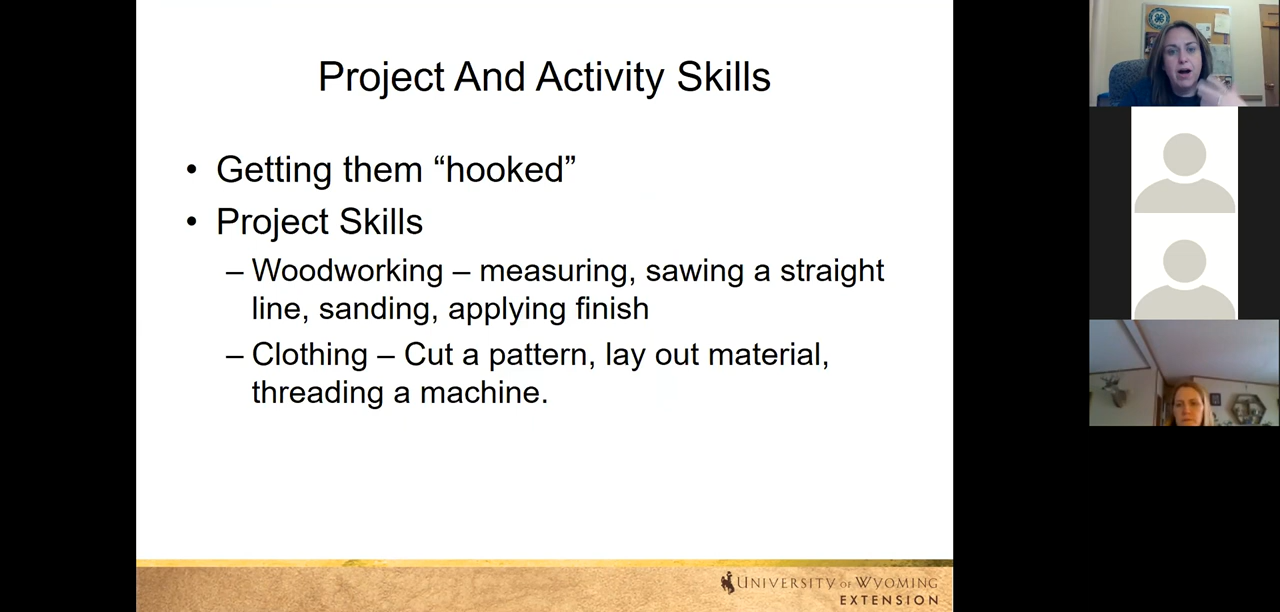 Project And Activity Skills
• Getting them “hooked”
• Project Skills
– Woodworking – measuring, sawing a straight
line, sanding, applying finish
– Clothing – Cut a pattern, lay out material,
threading a machine.
UNIVERSITY OF WYOMING
EXTENSION